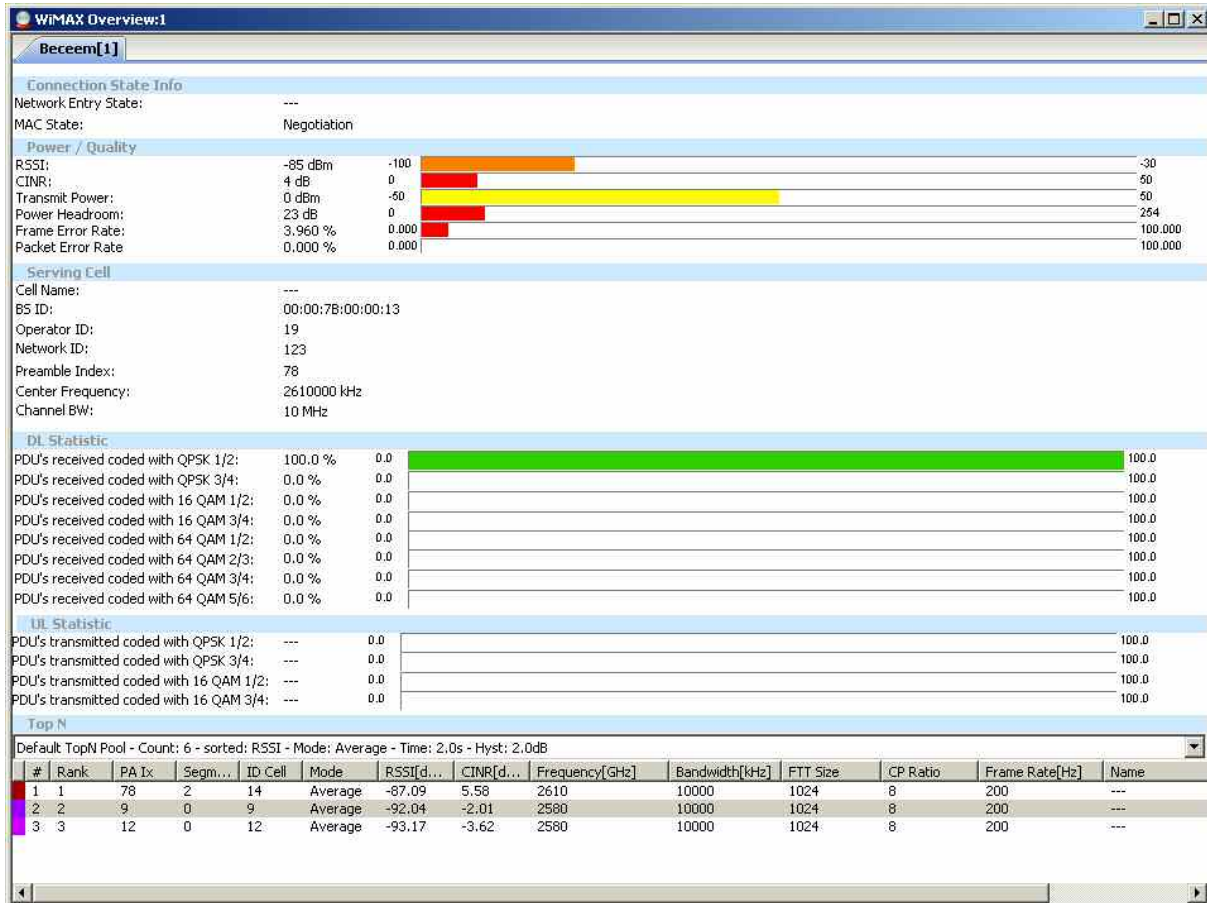 WiMAX Overview:1
Beceem[1]
Connection State Info
Network Entry State: ---
MAC State: Negotiation
Power / Quality
RSSI: -85 dBm -100 -30
CINR: 4 dB 0 50
Transmit Power: 0 dBm -50 50
Power Headroom: 23 dB 0 254
Frame Error Rate: 3.960 % 0.000 100.000
Packet Error Rate 0.000 % 0.000 100.000
Serving Cell
Cell Name: ---
BS ID: 00:00:7B:00:00:13
Operator ID: 19
Network ID: 123
Preamble Index: 78
Center Frequency: 2610000 kHz
Channel BW: 10 MHz
DL Statistic
PDU's received coded with QPSK 1/2: 100.0 % 0.0 100.0
PDU's received coded with QPSK 3/4: 0.0 % 0.0 100.0
PDU's received coded with 16 QAM 1/2: 0.0 % 0.0 100.0
PDU's received coded with 16 QAM 3/4: 0.0 % 0.0 100.0
PDU's received coded with 64 QAM 1/2: 0.0 % 0.0 100.0
PDU's received coded with 64 QAM 2/3: 0.0 % 0.0 100.0
PDU's received coded with 64 QAM 3/4: 0.0 % 0.0 100.0
PDU's received coded with 64 QAM 5/6: 0.0 % 0.0 100.0
UL Statistic
PDU's transmitted coded with QPSK 1/2: --- 0.0 100.0
PDU's transmitted coded with QPSK 3/4: --- 0.0 100.0
PDU's transmitted coded with 16 QAM 1/2: --- 0.0 100.0
PDU's transmitted coded with 16 QAM 3/4: --- 0.0 100.0
Top N
Default TopN Pool - Count: 6 - sorted: RSSI - Mode: Average - Time: 2.0s - Hyst: 2.0dB
# Rank PA Ix Segm... ID Cell Mode RSSI[d... CINR[d... Frequency[GHz] Bandwidth[kHz] FTT Size CP Ratio Frame Rate[Hz] Name
1 1 78 2 14 Average -87.09 5.58 2610 10000 1024 8 200 ---
2 2 9 0 9 Average -92.04 -2.01 2580 10000 1024 8 200 ---
3 3 12 0 12 Average -93.17 -3.62 2580 10000 1024 8 200 ---